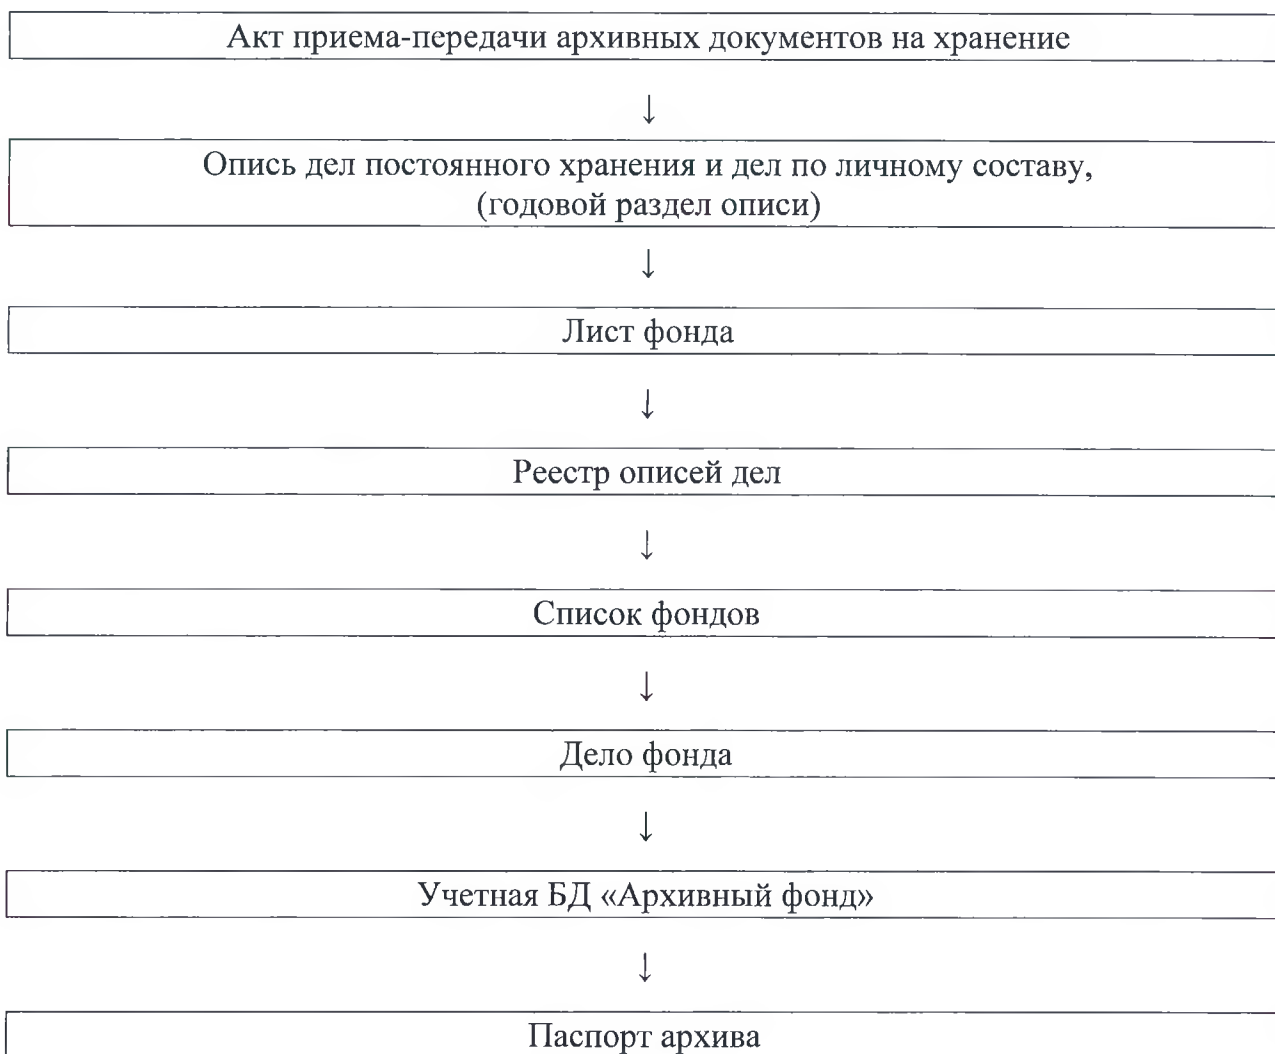 Акт приема-передачи архивных документов на хранение
↓
Опись дел постоянного хранения и дел по личному составу,
(годовой раздел описи)
↓
Лист фонда
↓
Реестр описей дел
↓
Список фондов
↓
Дело фонда
↓
Учетная БД «Архивный фонд»
↓
Паспорт архива